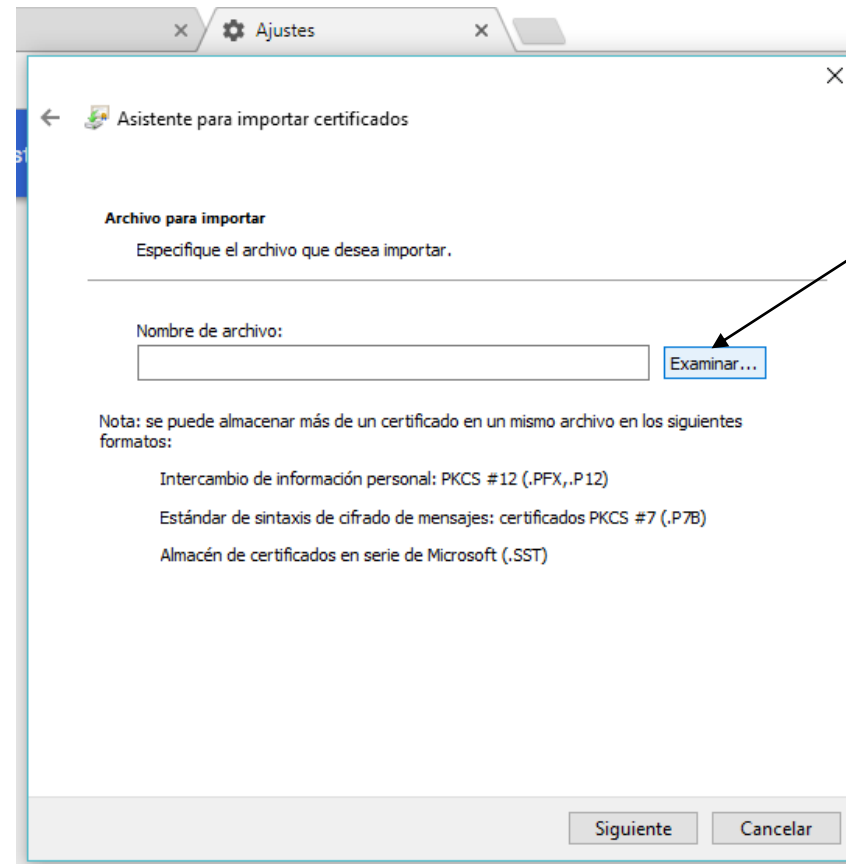 Ajustes
Asistente para importar certificados
st
Archivo para importar
Especifique el archivo que desea importar.
Nombre de archivo:
Examinar...
Nota: se puede almacenar más de un certificado en un mismo archivo en los siguientes
formatos:
Intercambio de información personal: PKCS #12 (.PFX,.P12)
Estándar de sintaxis de cifrado de mensajes: certificados PKCS #7 (.P7B)
Almacén de certificados en serie de Microsoft (.SST)
Siguiente Cancelar